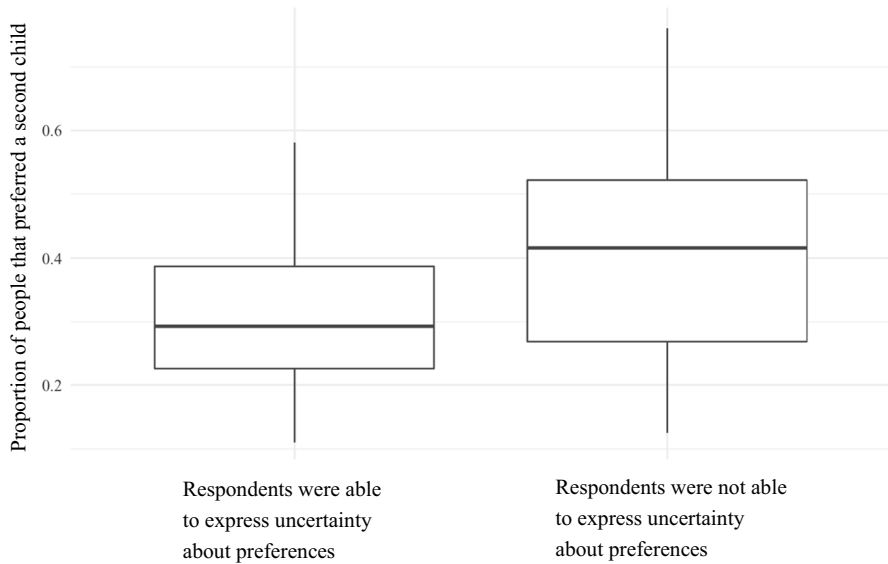 Proportion of people that preferred a second child
0.6
0.4
0.2
Respondents were able
to express uncertainty
about preferences
Respondents were not able
to express uncertainty
about preferences